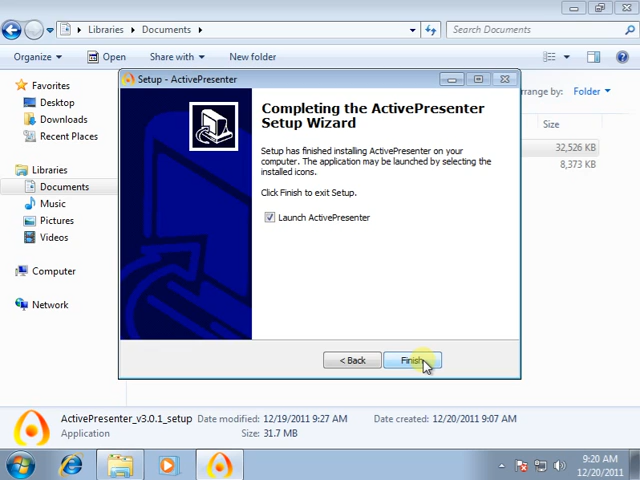 Libraries
Documents
Search Documents
Organize
Open
Share with
New folder
Setup - ActivePresenter
Favorites
Desktop
Downloads
Recent Places
Libraries
Documents
Music
Pictures
Videos
Computer
Network
Completing the ActivePresenter
Setup Wizard
Setup has finished installing ActivePresenter on your
computer. The application may be launched by selecting the
installed icons.
Click Finish to exit Setup.
Launch ActivePresenter
< Back
Finish
Folder
Size
32,526 KB
8,373 KB
ActivePresenter_v3.0.1_setup Date modified: 12/19/2011 9:27 AM Date created: 12/20/2011 9:07 AM
Application Size: 31.7 MB
9:20 AM
12/20/2011